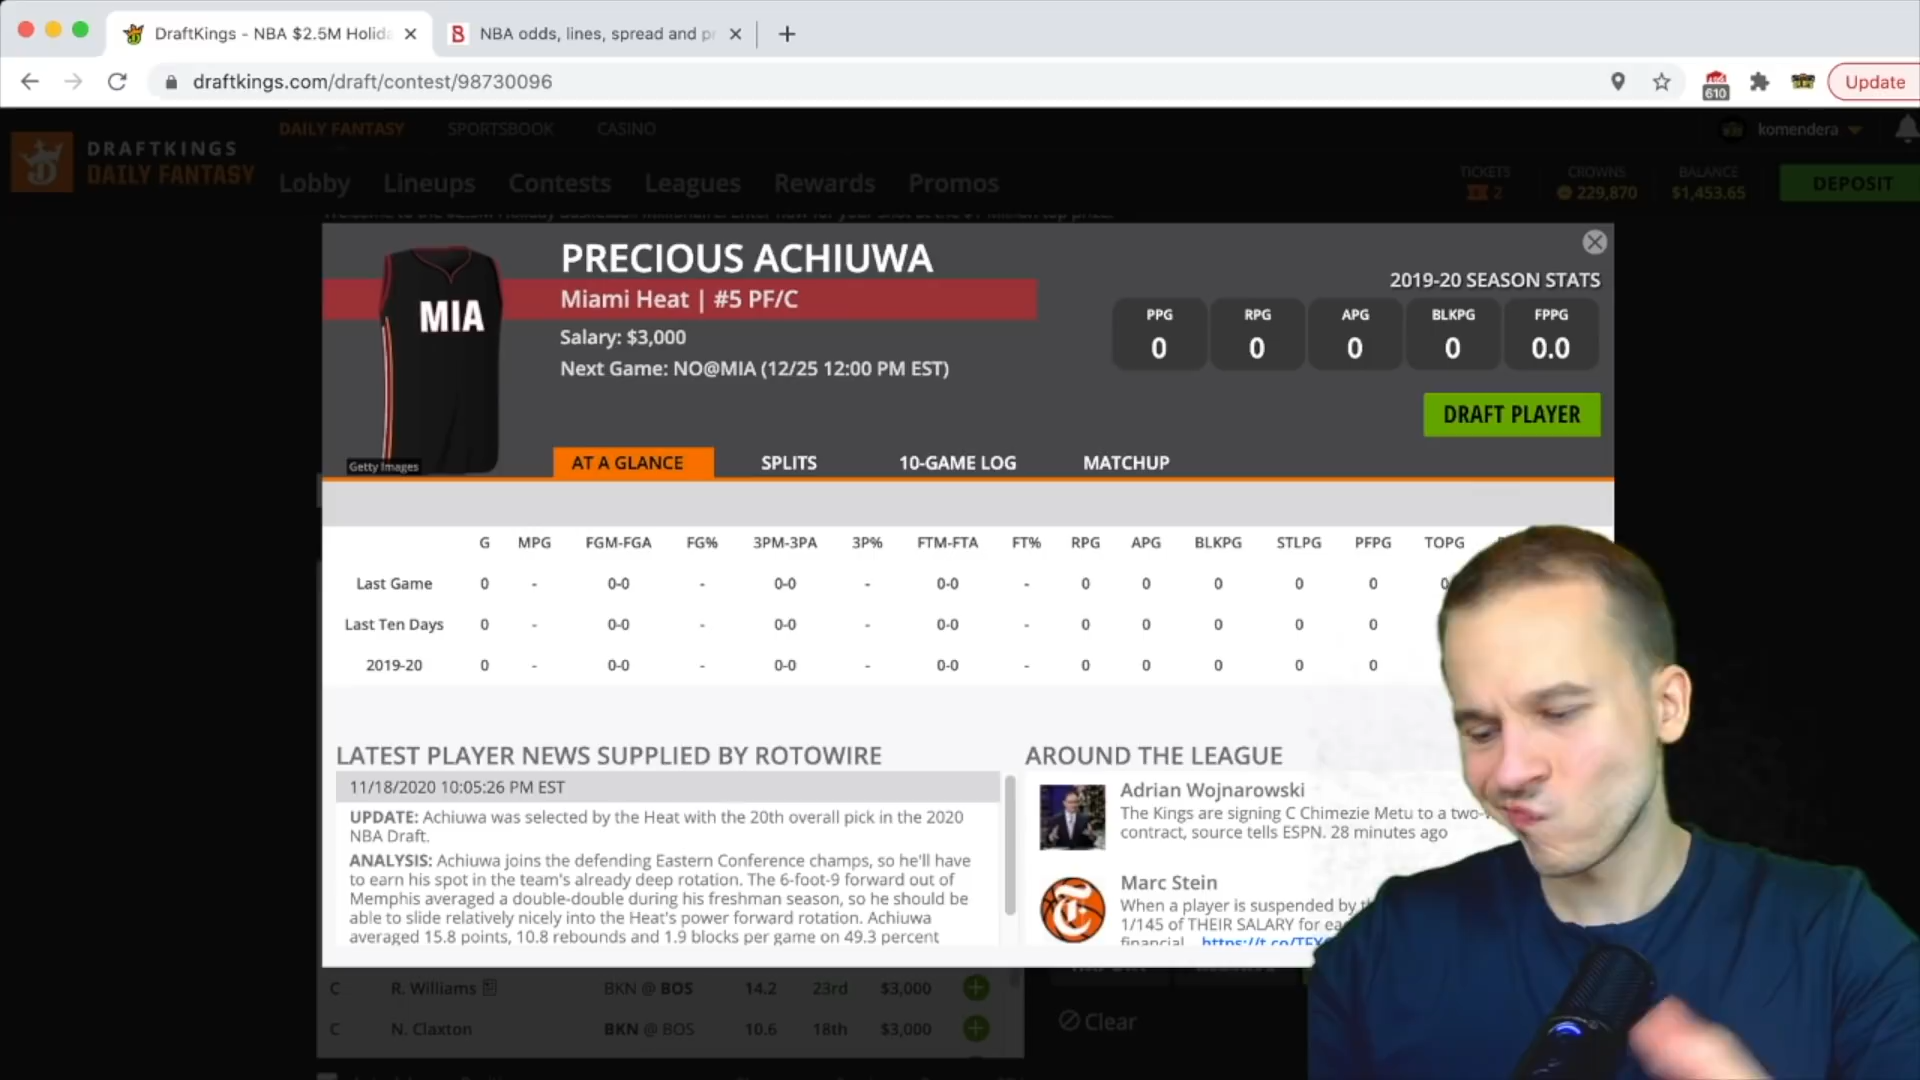 DraftKings - NBA $2.5M Holida
NBA odds, lines, spread and p
draftkings.com/draft/contest/98730096
610
Update
DAILY FANTASY
SPORTSBOOK
CASINO
komendera
DRAFTKINGS
DAILY FANTASY
Lobby
Lineups
Contests
Leagues
Rewards
Promos
TICKETS
2
CROWNS
229,870
BALANCE
$1,453.65
DEPOSIT
MIA
Getty Images
PRECIOUS ACHIUWA
Miami Heat | #5 PF/C
Salary: $3,000
Next Game: NO@MIA (12/25 12:00 PM EST)
2019-20 SEASON STATS
PPG RPG APG BLKPG FPPG
0 0 0 0 0.0
DRAFT PLAYER
AT A GLANCE
SPLITS
10-GAME LOG
MATCHUP
G MPG FGM-FGA FG% 3PM-3PA 3P% FTM-FTA FT% RPG APG BLKPG STLPG PFPG TOPG
Last Game 0 - 0-0 - 0-0 - 0-0 - 0 0 0 0 0 0
Last Ten Days 0 - 0-0 - 0-0 - 0-0 - 0 0 0 0 0
2019-20 0 - 0-0 - 0-0 - 0-0 - 0 0 0 0 0
LATEST PLAYER NEWS SUPPLIED BY ROTOWIRE
11/18/2020 10:05:26 PM EST
UPDATE: Achiuwa was selected by the Heat with the 20th overall pick in the 2020
NBA Draft.
ANALYSIS: Achiuwa joins the defending Eastern Conference champs, so he'll have
to earn his spot in the team's already deep rotation. The 6-foot-9 forward out of
Memphis averaged a double-double during his freshman season, so he should be
able to slide relatively nicely into the Heat's power forward rotation. Achiuwa
averaged 15.8 points, 10.8 rebounds and 1.9 blocks per game on 49.3 percent
AROUND THE LEAGUE
Adrian Wojnarowski
The Kings are signing C Chimezie Metu to a two-
contract, source tells ESPN. 28 minutes ago
Marc Stein
When a player is suspended by
1/145 of THEIR SALARY for
financial
C R. Williams BKN @ BOS 14.2 23rd $3,000
C N. Claxton BKN @ BOS 10.6 18th $3,000
Clear